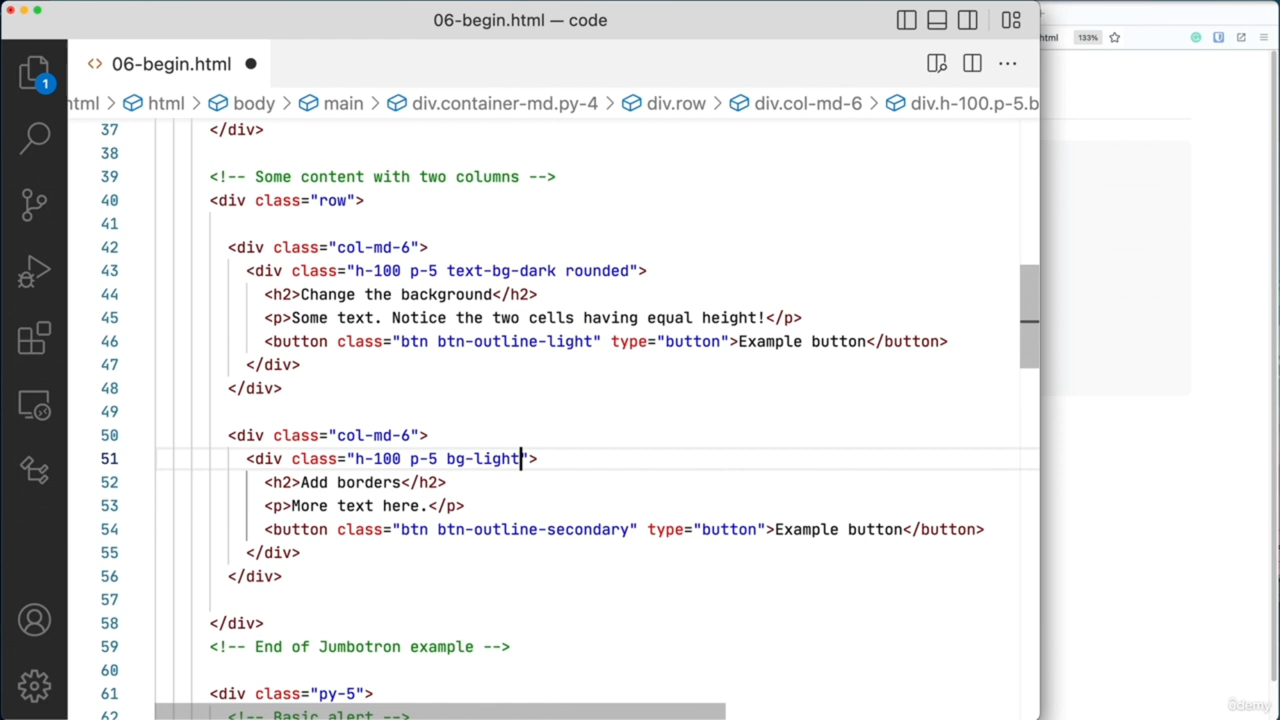 06-begin.html — code
html
133%
1
<> 06-begin.html ●
html > html > body > main > div.container-md.py-4 > div.row > div.col-md-6 > div.h-100.p-5.b
37 </div>
38
39 <!-- Some content with two columns -->
40 <div class="row">
41
42 <div class="col-md-6">
43 <div class="h-100 p-5 text-bg-dark rounded">
44 <h2>Change the background</h2>
45 <p>Some text. Notice the two cells having equal height!</p>
46 <button class="btn btn-outline-light" type="button">Example button</button>
47 </div>
48 </div>
49
50 <div class="col-md-6">
51 <div class="h-100 p-5 bg-light">
52 <h2>Add borders</h2>
53 <p>More text here.</p>
54 <button class="btn btn-outline-secondary" type="button">Example button</button>
55 </div>
56 </div>
57
58 </div>
59 <!-- End of Jumbotron example -->
60
61 <div class="py-5">
62 <!-- Basic alert -->
ûdemy